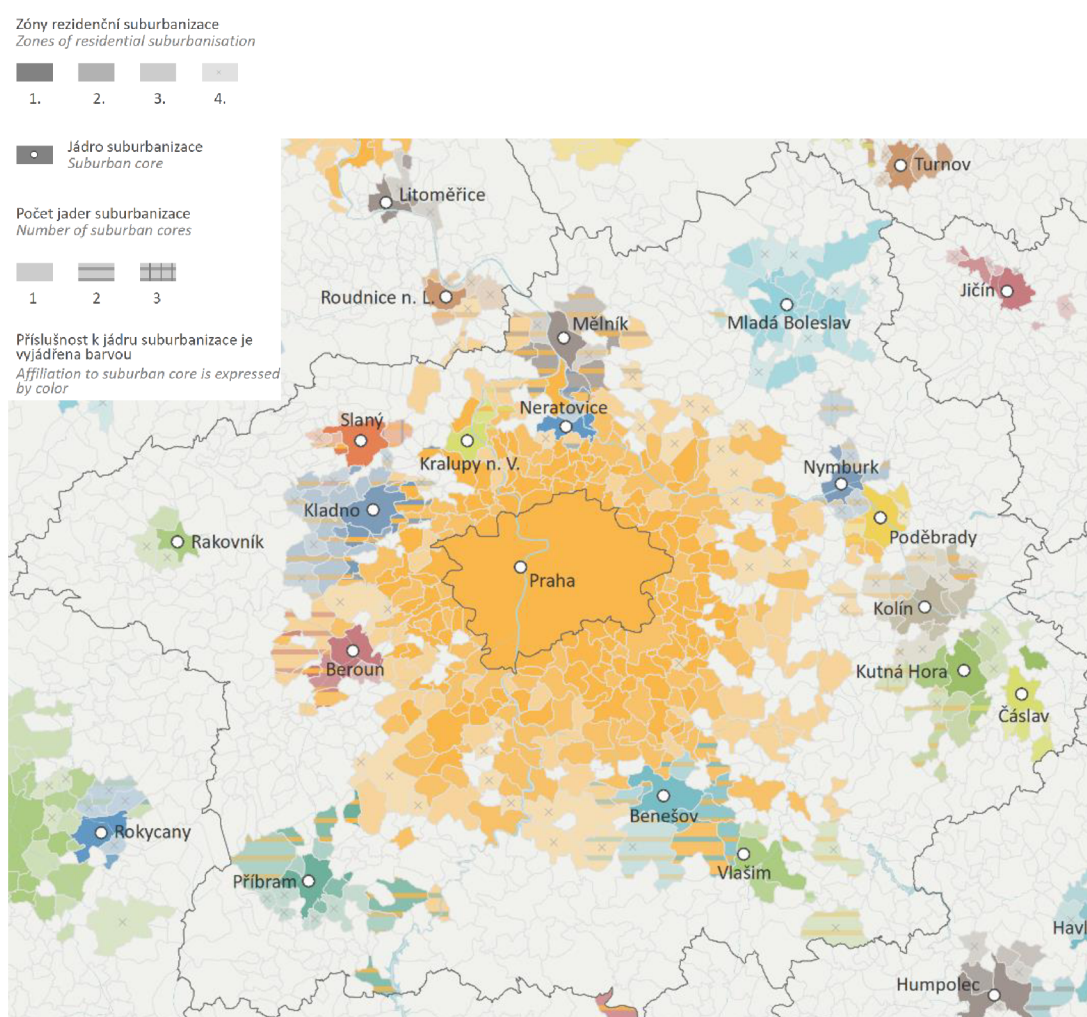 Zóny rezidenční suburbanizace
Zones of residential suburbanisation
1. 2. 3. 4.
Jádro suburbanizace
Suburban core
Počet jader suburbanizace
Number of suburban cores
1 2 3
Příslušnost k jádru suburbanizace je
vyjádřena barvou
Affiliation to suburban core is expressed
by color
Turnov
Litoměřice
Jičín
Roudnice n. L.
Mělník
Mladá Boleslav
Neratovice
Slaný
Kralupy n. V.
Nymburk
Kladno
Poděbrady
Rakovník
Praha
Kolín
Beroun
Kutná Hora
Čáslav
Benešov
Rokycany
Vlašim
Příbram
Havl
Humpolec